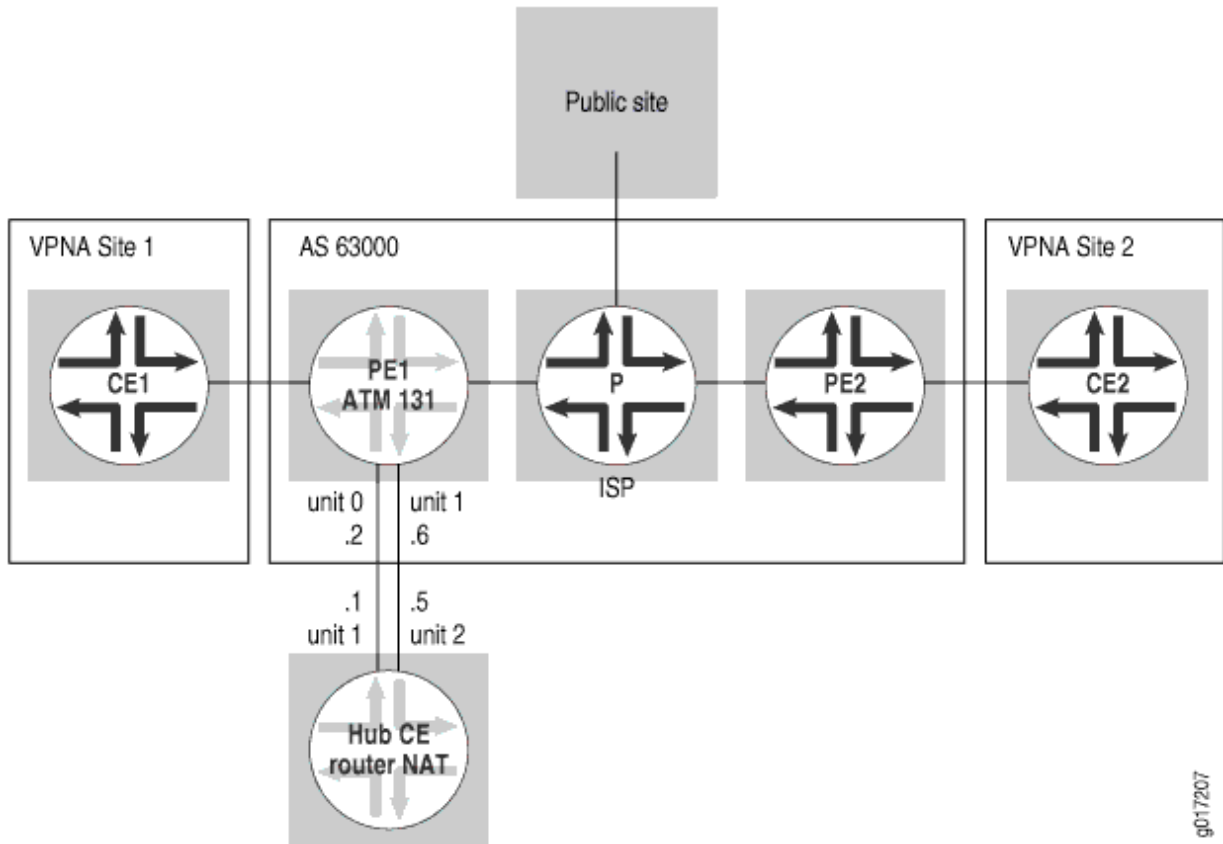 Public site
VPNA Site 1
AS 63000
VPNA Site 2
CE1
PE1
ATM 131
P
PE2
CE2
ISP
unit 0
unit 1
.2
.6
.1
.5
unit 1
unit 2
Hub CE
router NAT
g017207